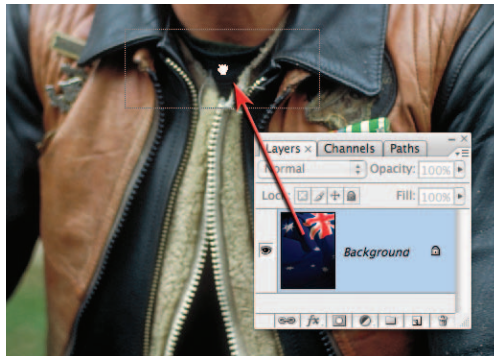 Layers × Channels Paths
Normal Opacity: 100%
Lock: Fill: 100%
Background
fx